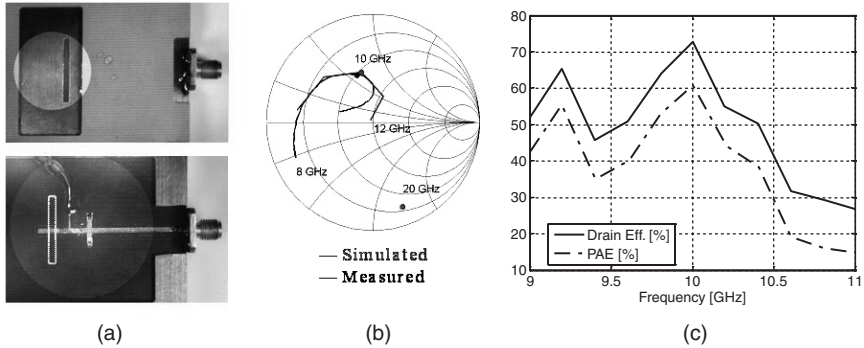 10 GHz
12 GHz
8 GHz
20 GHz
Simulated
Measured
80
70
60
50
40
30
20
10
Drain Eff. [%]
PAE [%]
9
9.5
10
10.5
11
Frequency [GHz]
(a)
(b)
(c)